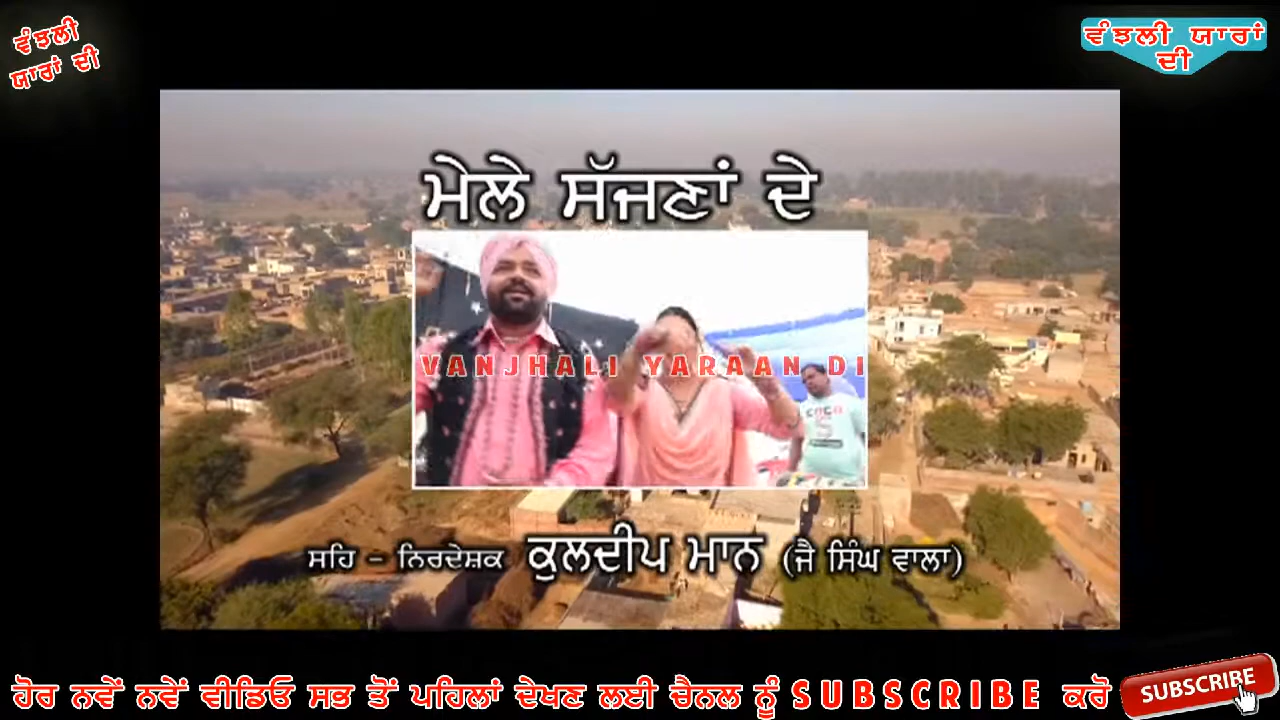 ਵੰਝਲੀ
ਯਾਰਾਂ ਦੀ
ਵੰਝਲੀ ਯਾਰਾਂ
ਦੀ
ਮੇਲੇ ਸੱਜਣਾਂ ਦੇ
VANJHALI YARAAN DI
ਸਹਿ - ਨਿਰਦੇਸ਼ਕ ਕੁਲਦੀਪ ਮਾਨ (ਜੈ ਸਿੰਘ ਵਾਲਾ)
ਹੋਰ ਨਵੇਂ ਨਵੇਂ ਵੀਡਿਓ ਸਭ ਤੋਂ ਪਹਿਲਾਂ ਦੇਖਣ ਲਈ ਚੈਨਲ ਨੂੰ SUBSCRIBE ਕਰੋ
SUBSCRIBE